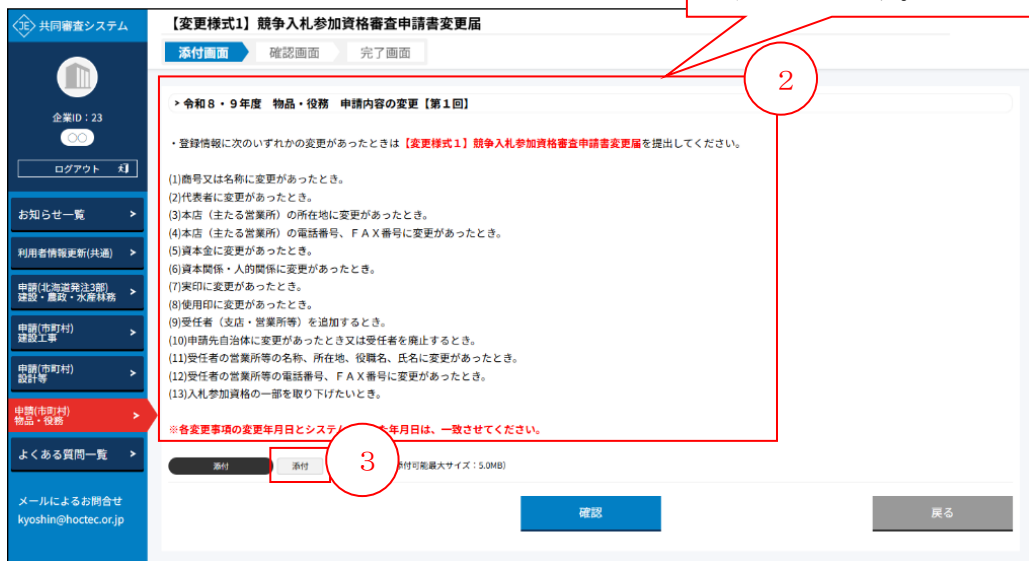 共同審査システム
企業ID:23
○○
ログアウト
お知らせ一覧 >
利用者情報更新(共通) >
申請(北海道発注3部)
建設・農政・水産林務 >
申請(市町村)
建設工事 >
申請(市町村)
設計等 >
申請(市町村)
物品・役務 >
よくある質問一覧 >
メールによるお問合せ
kyoshin@hoctec.or.jp
【変更様式1】競争入札参加資格審査申請書変更届
添付画面 確認画面 完了画面
2
> 令和8・9年度 物品・役務 申請内容の変更【第1回】
・登録情報に次のいずれかの変更があったときは【変更様式1】競争入札参加資格審査申請書変更届を提出してください。
(1)商号又は名称に変更があったとき。
(2)代表者に変更があったとき。
(3)本店(主たる営業所)の所在地に変更があったとき。
(4)本店(主たる営業所)の電話番号、FAX番号に変更があったとき。
(5)資本金に変更があったとき。
(6)資本関係・人的関係に変更があったとき。
(7)実印に変更があったとき。
(8)使用印に変更があったとき。
(9)受任者(支店・営業所等)を追加するとき。
(10)申請先自治体に変更があったとき又は受任者を廃止するとき。
(11)受任者の営業所等の名称、所在地、役職名、氏名に変更があったとき。
(12)受任者の営業所等の電話番号、FAX番号に変更があったとき。
(13)入札参加資格の一部を取り下げたいとき。
※各変更事項の変更年月日とシステム た年月日は、一致させてください。
添付 添付 3 付可能最大サイズ:5.0MB)
確認 戻る